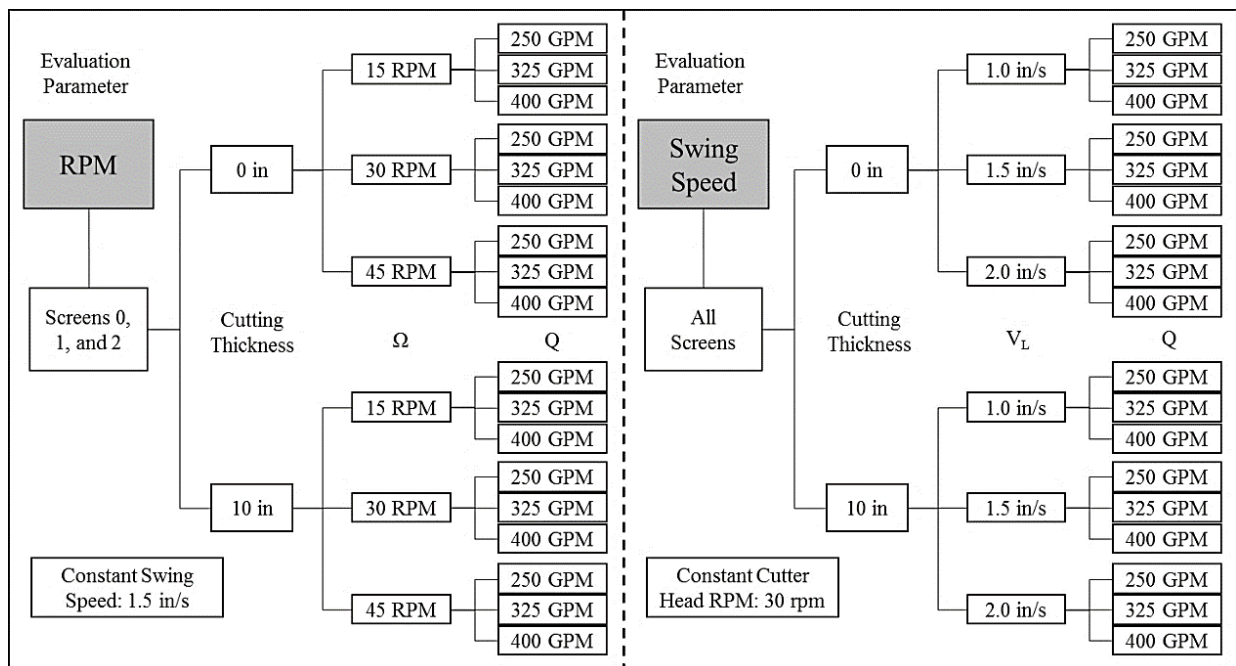 Evaluation
Parameter
RPM
Screens 0,
1, and 2
0 in
Cutting
Thickness
10 in
15 RPM
30 RPM
45 RPM
Ω
15 RPM
30 RPM
45 RPM
250 GPM
325 GPM
400 GPM
250 GPM
325 GPM
400 GPM
250 GPM
325 GPM
400 GPM
Q
250 GPM
325 GPM
400 GPM
250 GPM
325 GPM
400 GPM
250 GPM
325 GPM
400 GPM
Constant Swing
Speed: 1.5 in/s
Evaluation
Parameter
Swing
Speed
All
Screens
0 in
Cutting
Thickness
10 in
1.0 in/s
1.5 in/s
2.0 in/s
V_L
1.0 in/s
1.5 in/s
2.0 in/s
250 GPM
325 GPM
400 GPM
250 GPM
325 GPM
400 GPM
250 GPM
325 GPM
400 GPM
Q
250 GPM
325 GPM
400 GPM
250 GPM
325 GPM
400 GPM
250 GPM
325 GPM
400 GPM
Constant Cutter
Head RPM: 30 rpm